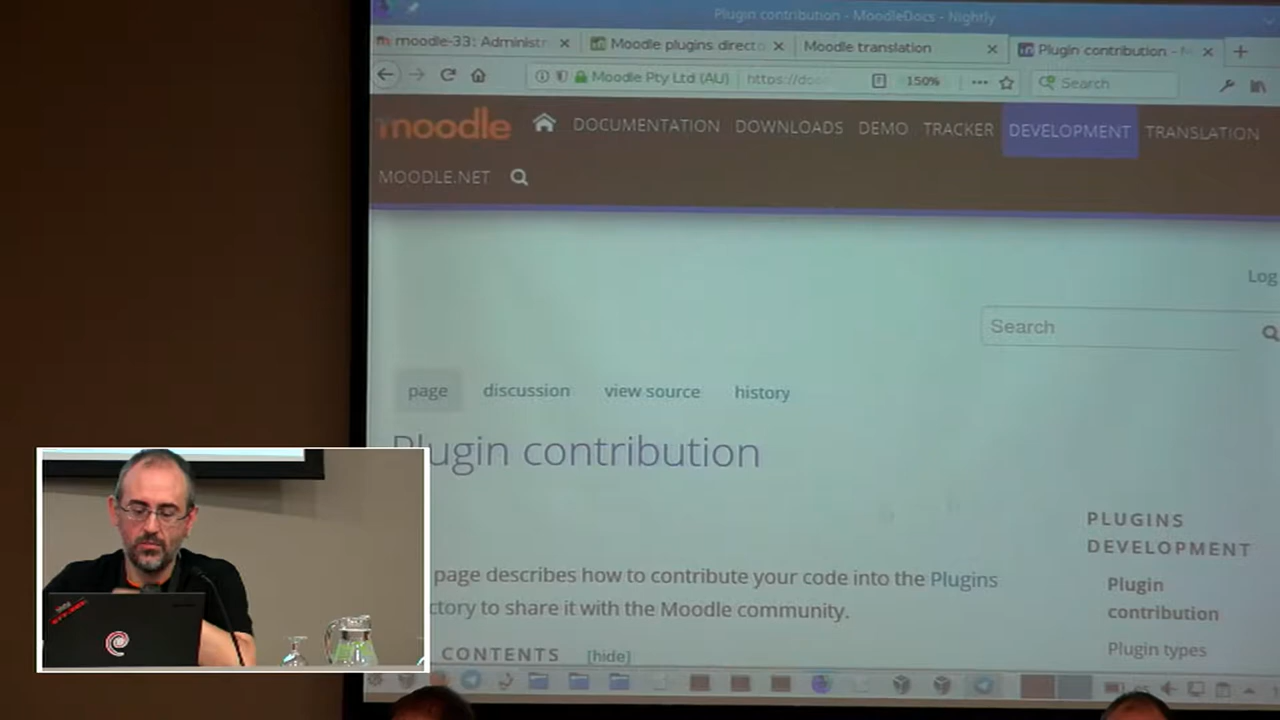 Plugin contribution - MoodleDocs - Nightly
moodle-33: Administr
Moodle plugins directo
Moodle translation
Plugin contribution - M
Moodle Pty Ltd (AU)
https://do
150%
Search
moodle
DOCUMENTATION
DOWNLOADS
DEMO
TRACKER
DEVELOPMENT
TRANSLATION
MOODLE.NET
Log
Search
page
discussion
view source
history
Plugin contribution
PLUGINS
DEVELOPMENT
Plugin
contribution
Plugin types
page describes how to contribute your code into the Plugins
ctory to share it with the Moodle community.
CONTENTS [hide]